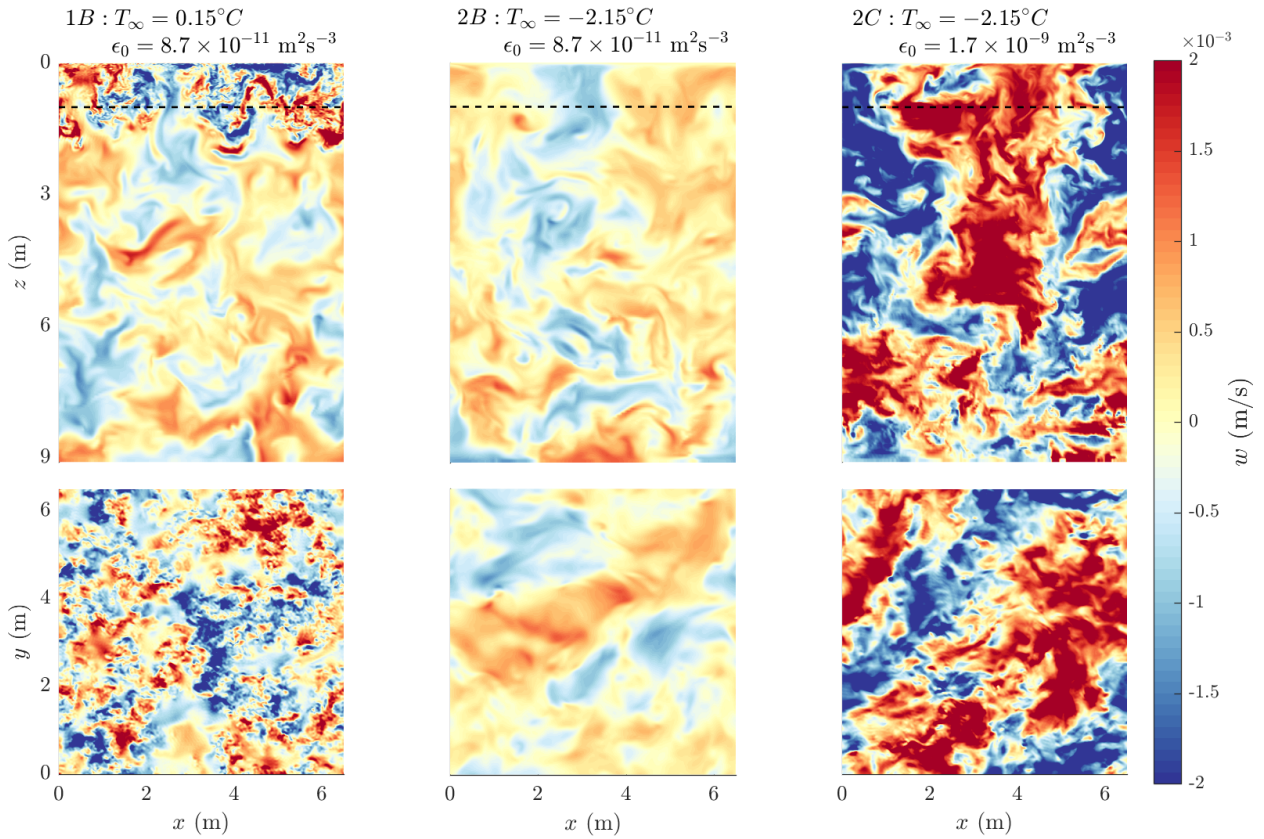 1B : T∞ = 0.15°C
ϵ₀ = 8.7 × 10⁻¹¹ m²s⁻³
2B : T∞ = −2.15°C
ϵ₀ = 8.7 × 10⁻¹¹ m²s⁻³
2C : T∞ = −2.15°C
ϵ₀ = 1.7 × 10⁻⁹ m²s⁻³
×10⁻³
0
3
6
9
z (m)
6
4
2
0
y (m)
0 2 4 6
x (m)
0 2 4 6
x (m)
0 2 4 6
x (m)
2
1.5
1
0.5
0
-0.5
-1
-1.5
-2
w (m/s)